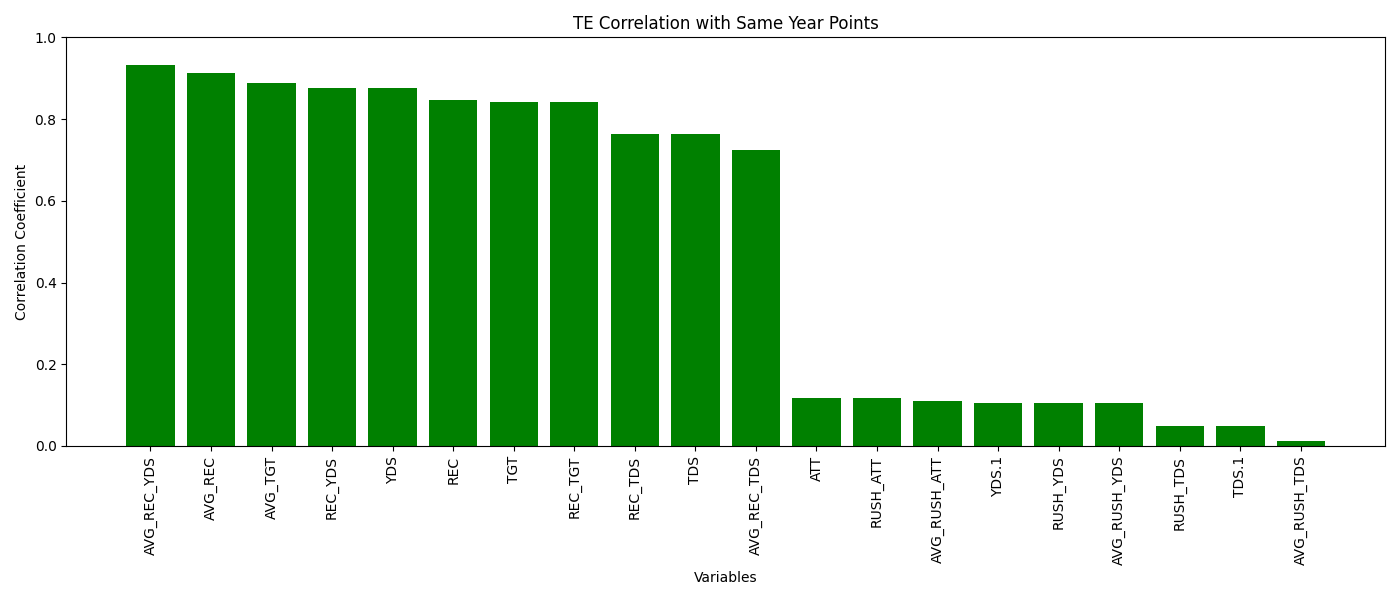 TE Correlation with Same Year Points
1.0
0.8
0.6
0.4
0.2
0.0
Correlation Coefficient
AVG_REC_YDS
AVG_REC
AVG_TGT
REC_YDS
YDS
REC
TGT
REC_TGT
REC_TDS
TDS
AVG_REC_TDS
ATT
RUSH_ATT
AVG_RUSH_ATT
YDS.1
RUSH_YDS
AVG_RUSH_YDS
RUSH_TDS
TDS.1
AVG_RUSH_TDS
Variables